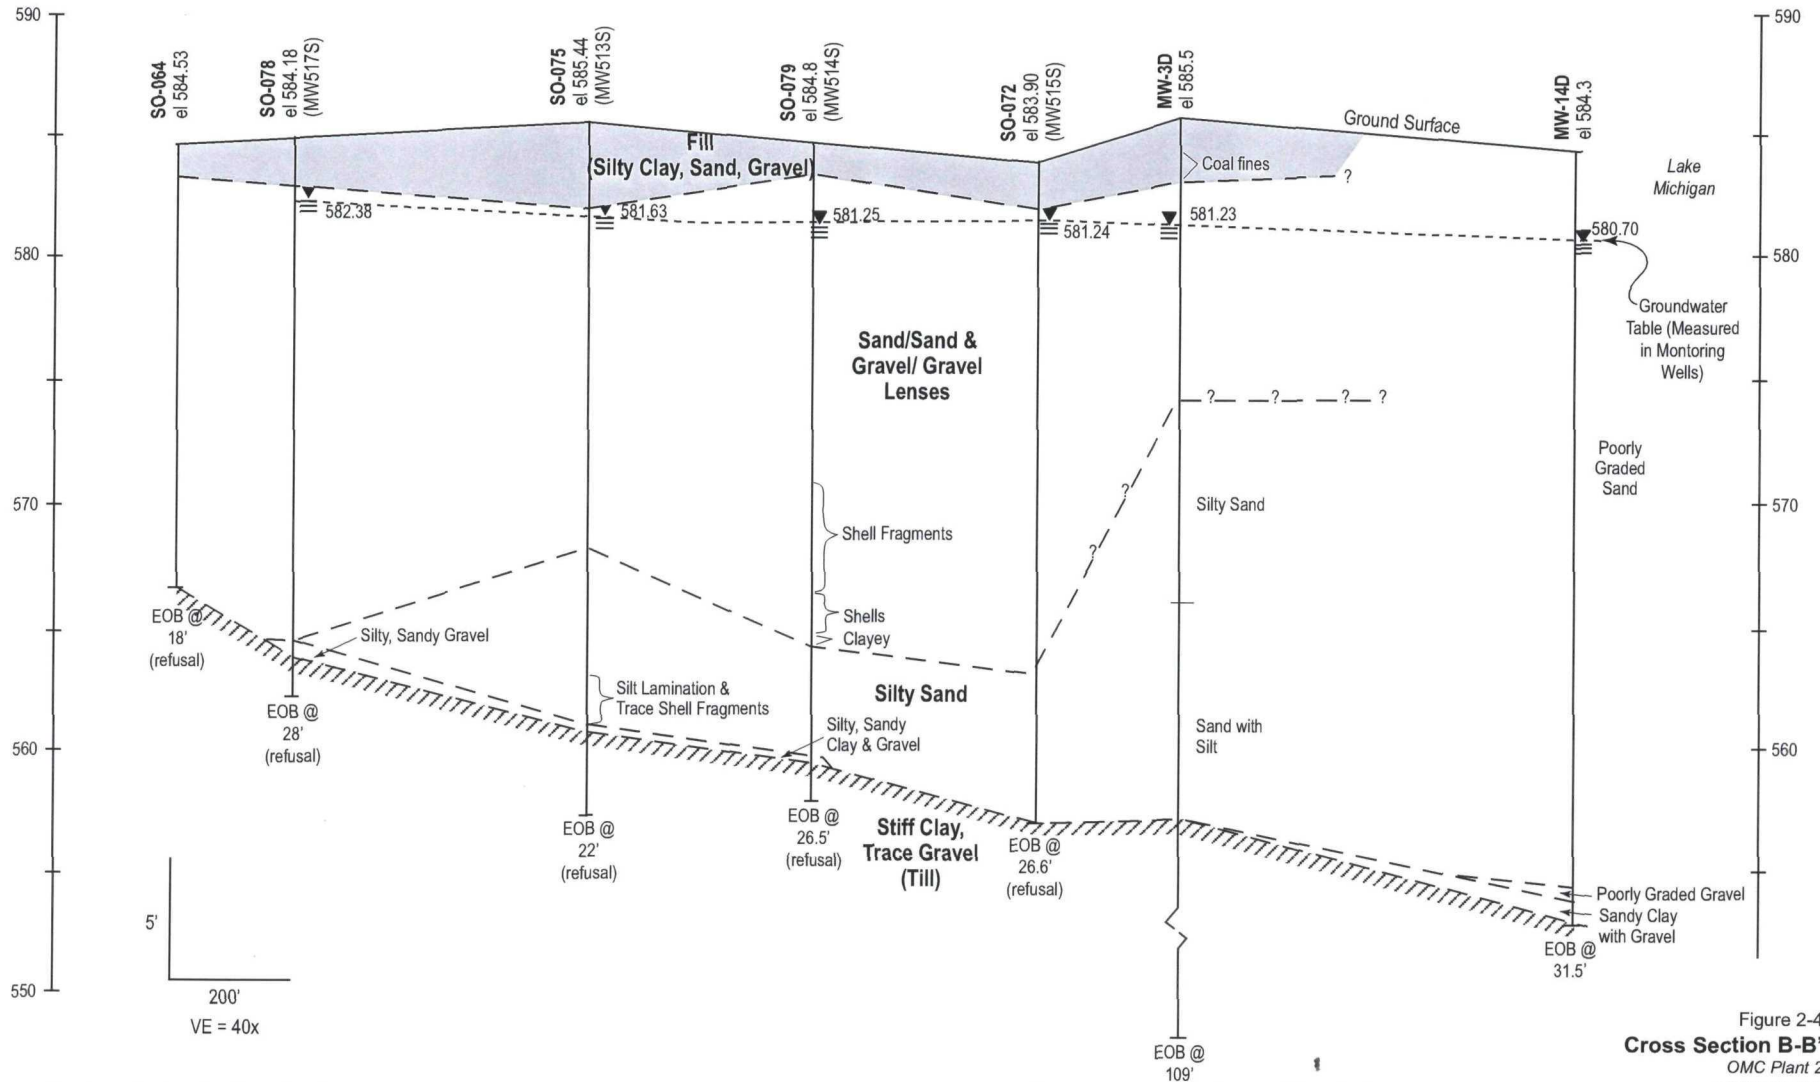 590
580
570
560
550
SO-064
el 584.53
SO-078
el 584.18
(MW517S)
SO-075
el 585.44
(MW513S)
SO-079
el 584.8
(MW514S)
SO-072
el 583.90
(MW515S)
MW-3D
el 585.5
MW-14D
el 584.3
590
580
570
560
Ground Surface
Fill
(Silty Clay, Sand, Gravel)
Coal fines
?
Lake
Michigan
582.38
581.63
581.25
581.24
581.23
580.70
Groundwater
Table (Measured
in Montoring
Wells)
Sand/Sand &
Gravel/ Gravel
Lenses
?
?
?
?
?
?
Poorly
Graded
Sand
Silty Sand
Shell Fragments
Shells
Clayey
EOB @
18'
(refusal)
Silty, Sandy Gravel
Silt Lamination &
Trace Shell Fragments
Silty Sand
Silty, Sandy
Clay & Gravel
Sand with
Silt
EOB @
28'
(refusal)
EOB @
22'
(refusal)
EOB @
26.5'
(refusal)
Stiff Clay,
Trace Gravel
(Till)
EOB @
26.6'
(refusal)
Poorly Graded Gravel
Sandy Clay
with Gravel
EOB @
31.5'
5'
200'
VE = 40x
EOB @
109'
Figure 2-4
Cross Section B-B'
OMC Plant 2